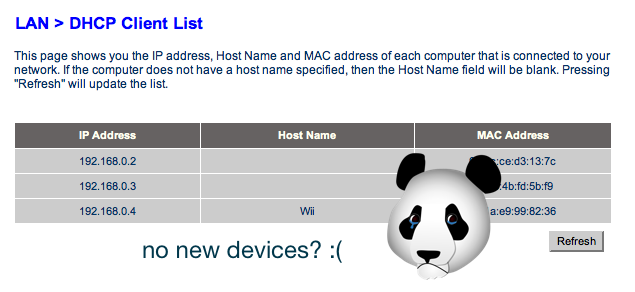 LAN > DHCP Client List
This page shows you the IP address, Host Name and MAC address of each computer that is connected to your
network. If the computer does not have a host name specified, then the Host Name field will be blank. Pressing
"Refresh" will update the list.
IP Address Host Name MAC Address
192.168.0.2 :ce:d3:13:7c
192.168.0.3 :4b:fd:5b:f9
192.168.0.4 Wii a:e9:99:82:36
Refresh
no new devices? :(